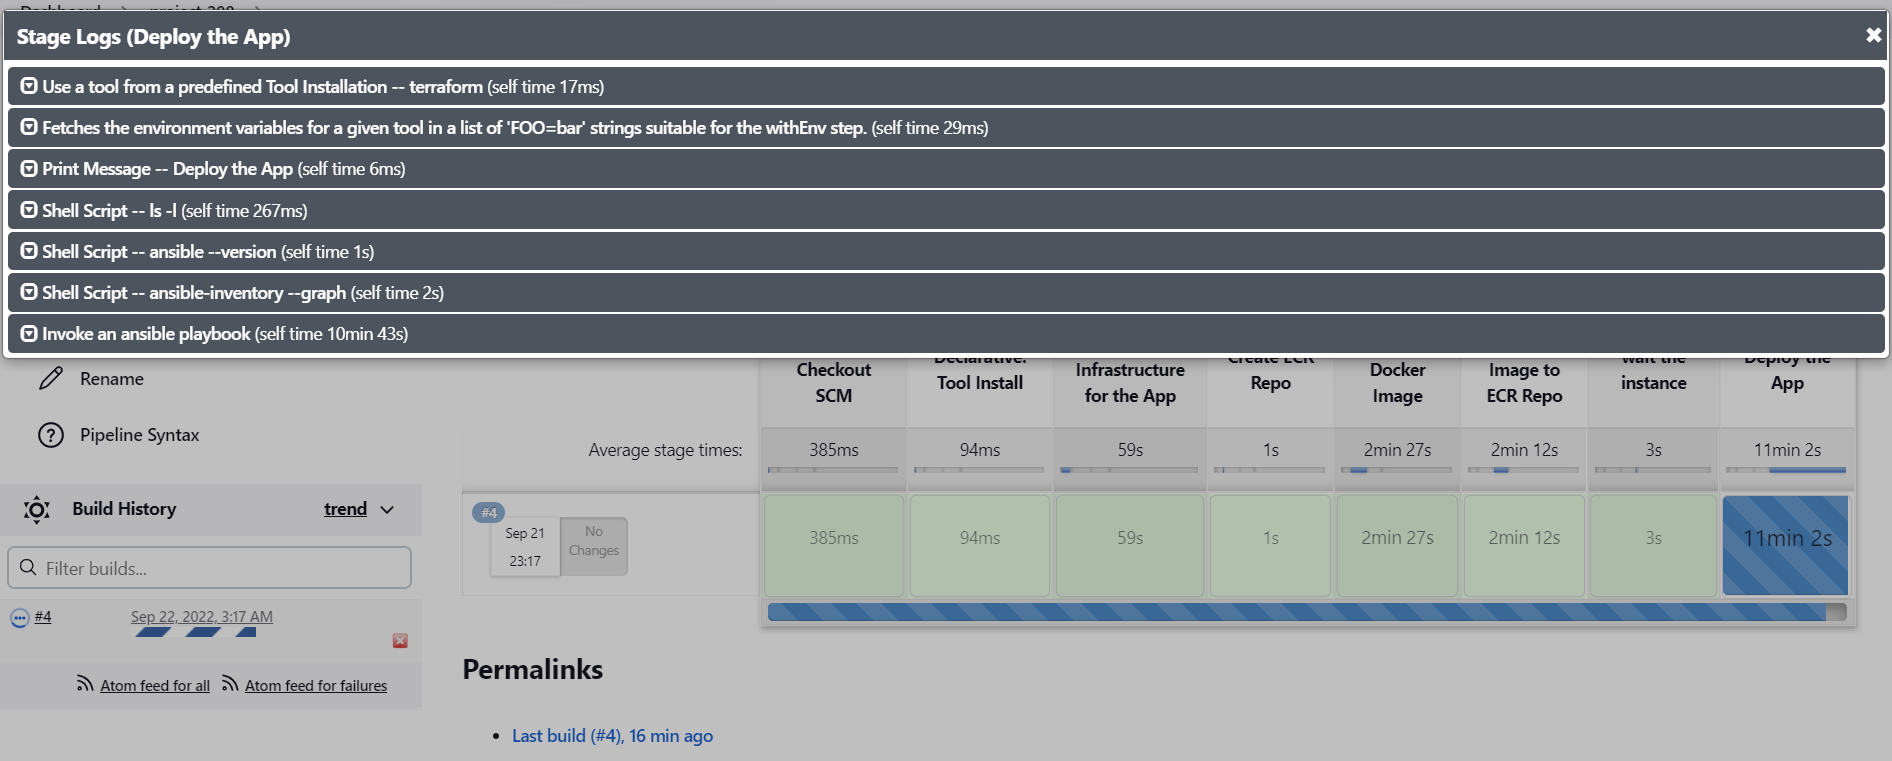 Stage Logs (Deploy the App)
Use a tool from a predefined Tool Installation -- terraform (self time 17ms)
Fetches the environment variables for a given tool in a list of 'FOO=bar' strings suitable for the withEnv step. (self time 29ms)
Print Message -- Deploy the App (self time 6ms)
Shell Script -- ls -l (self time 267ms)
Shell Script -- ansible --version (self time 1s)
Shell Script -- ansible-inventory --graph (self time 2s)
Invoke an ansible playbook (self time 10min 43s)
Rename
Pipeline Syntax
Build History
trend
Filter builds...
#4
Sep 22, 2022, 3:17 AM
Atom feed for all
Atom feed for failures
Checkout
SCM
Declarative:
Tool Install
Infrastructure
for the App
Create ECR
Repo
Docker
Image
Image to
ECR Repo
wait the
instance
Deploy the
App
Average stage times:
385ms
94ms
59s
1s
2min 27s
2min 12s
3s
11min 2s
#4
Sep 21
23:17
No
Changes
385ms
94ms
59s
1s
2min 27s
2min 12s
3s
11min 2s
Permalinks
Last build (#4), 16 min ago